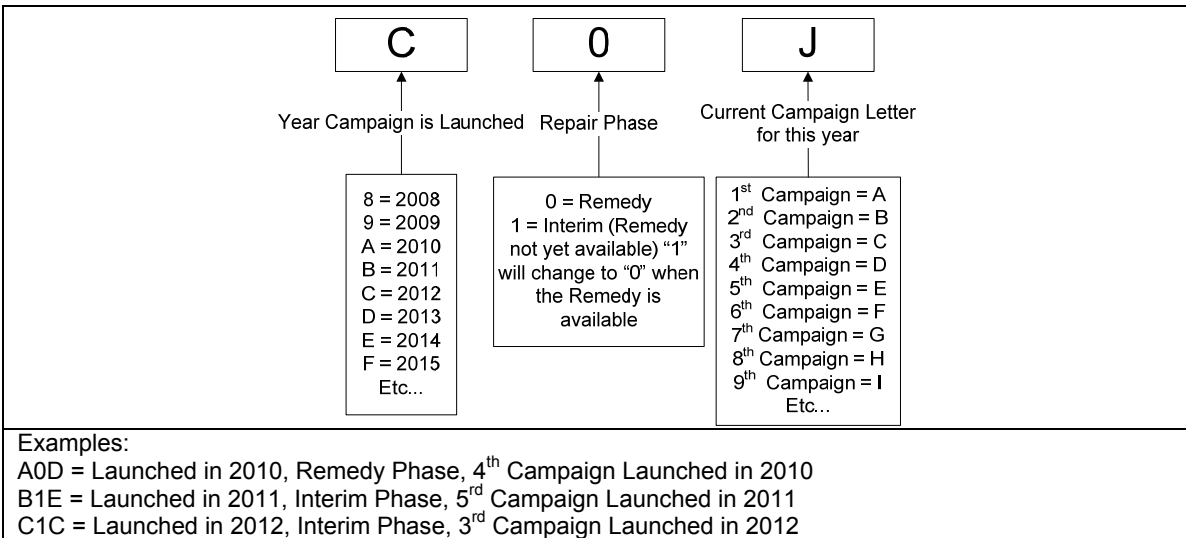 C 0 J
Year Campaign is Launched
Repair Phase
Current Campaign Letter
for this year
8 = 2008
9 = 2009
A = 2010
B = 2011
C = 2012
D = 2013
E = 2014
F = 2015
Etc...
0 = Remedy
1 = Interim (Remedy
not yet available) “1”
will change to “0” when
the Remedy is
available
1st Campaign = A
2nd Campaign = B
3rd Campaign = C
4th Campaign = D
5th Campaign = E
6th Campaign = F
7th Campaign = G
8th Campaign = H
9th Campaign = I
Etc...
Examples:
A0D = Launched in 2010, Remedy Phase, 4th Campaign Launched in 2010
B1E = Launched in 2011, Interim Phase, 5rd Campaign Launched in 2011
C1C = Launched in 2012, Interim Phase, 3rd Campaign Launched in 2012